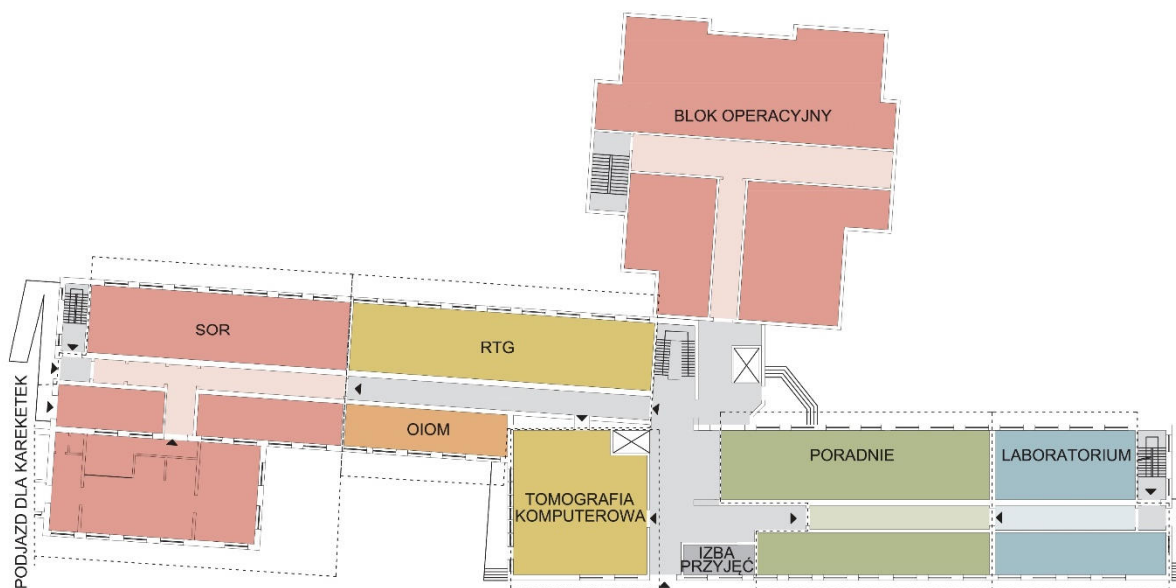 BLOK OPERACYJNY
SOR
RTG
PODJAZD DLA KAREKETEK
OIOM
PORADNIE
LABORATORIUM
TOMOGRAFIA
KOMPUTEROWA
IZBA
PRZYJĘĆ